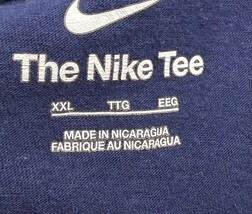 The Nike Tee
XXL TTG EEG
MADE IN NICARAGUA
FABRIQUE AU NICARAGUA